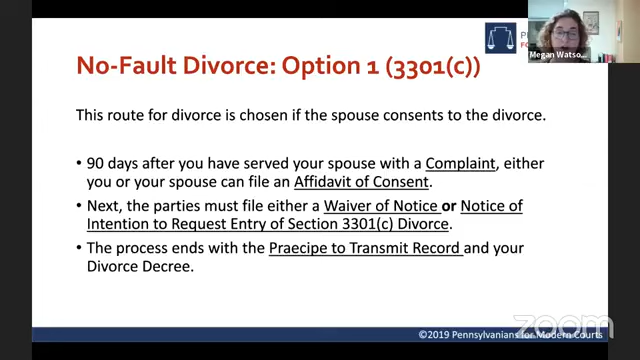 No-Fault Divorce: Option 1 (3301(c))
Megan Watso...
This route for divorce is chosen if the spouse consents to the divorce.
• 90 days after you have served your spouse with a Complaint, either
you or your spouse can file an Affidavit of Consent.
• Next, the parties must file either a Waiver of Notice or Notice of
Intention to Request Entry of Section 3301(c) Divorce.
• The process ends with the Praecipe to Transmit Record and your
Divorce Decree.
zoom
©2019 Pennsylvanians for Modern Courts